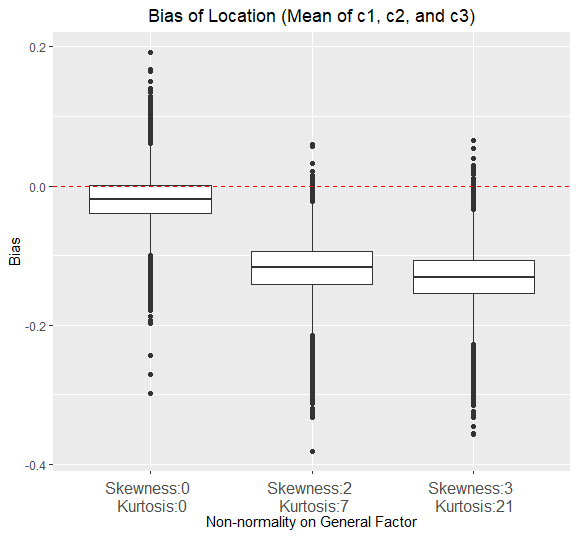 Bias of Location (Mean of c1, c2, and c3)
0.2
0.0
-0.2
-0.4
Bias
Skewness:0 Skewness:2 Skewness:3
Kurtosis:0 Kurtosis:7 Kurtosis:21
Non-normality on General Factor